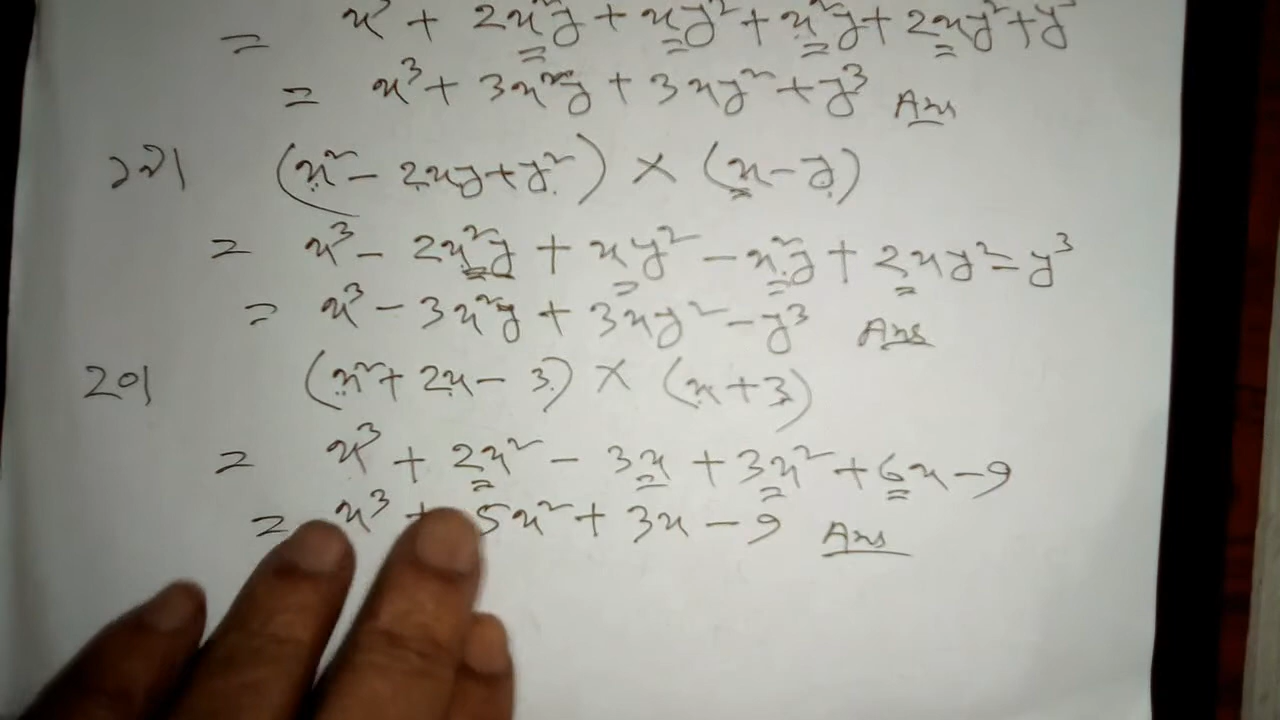 = x³ + 2x²y + xy² + x²y + 2xy² + y³
= x³ + 3x²y + 3xy² + y³ Ans
১৯। (x² - 2xy + y²) × (x - y)
= x³ - 2x²y + xy² - x²y + 2xy² - y³
= x³ - 3x²y + 3xy² - y³ Ans
২০। (x² + 2x - 3) × (x + 3)
= x³ + 2x² - 3x + 3x² + 6x - 9
= x³ + 5x² + 3x - 9 Ans